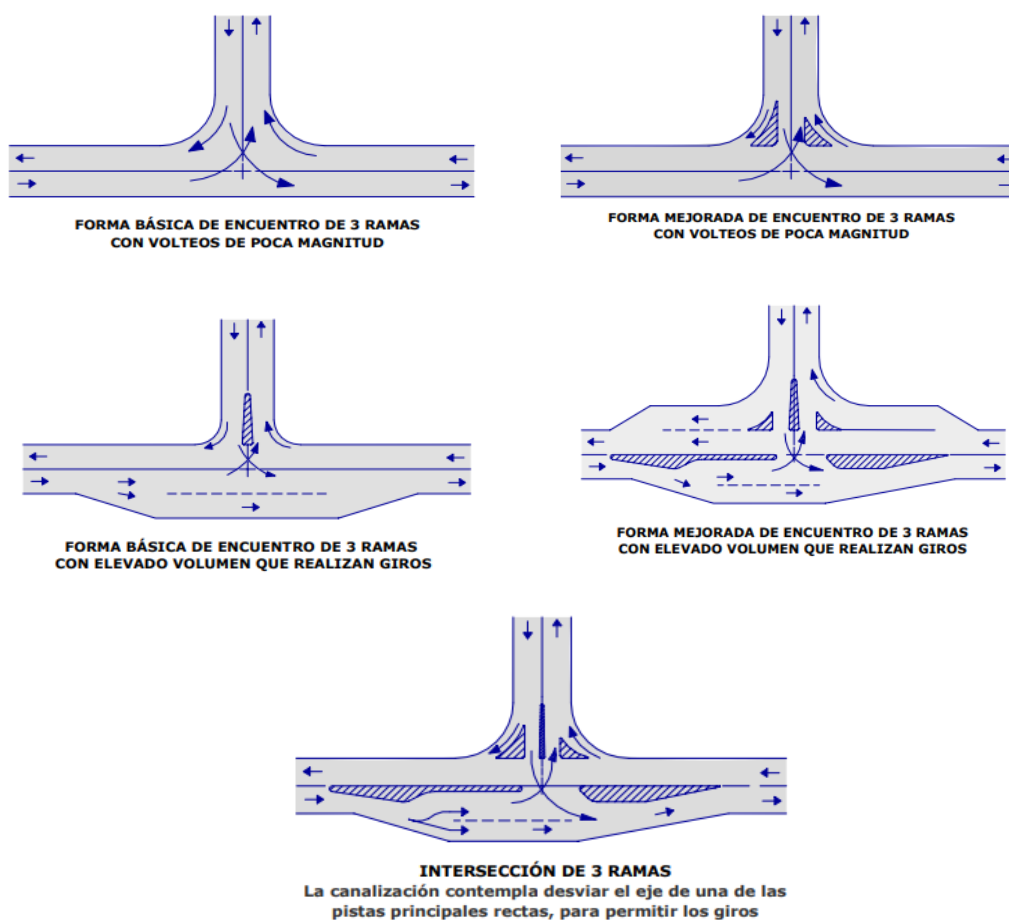 FORMA BÁSICA DE ENCUENTRO DE 3 RAMAS
CON VOLTEOS DE POCA MAGNITUD
FORMA MEJORADA DE ENCUENTRO DE 3 RAMAS
CON VOLTEOS DE POCA MAGNITUD
FORMA BÁSICA DE ENCUENTRO DE 3 RAMAS
CON ELEVADO VOLUMEN QUE REALIZAN GIROS
FORMA MEJORADA DE ENCUENTRO DE 3 RAMAS
CON ELEVADO VOLUMEN QUE REALIZAN GIROS
INTERSECCIÓN DE 3 RAMAS
La canalización contempla desviar el eje de una de las
pistas principales rectas, para permitir los giros